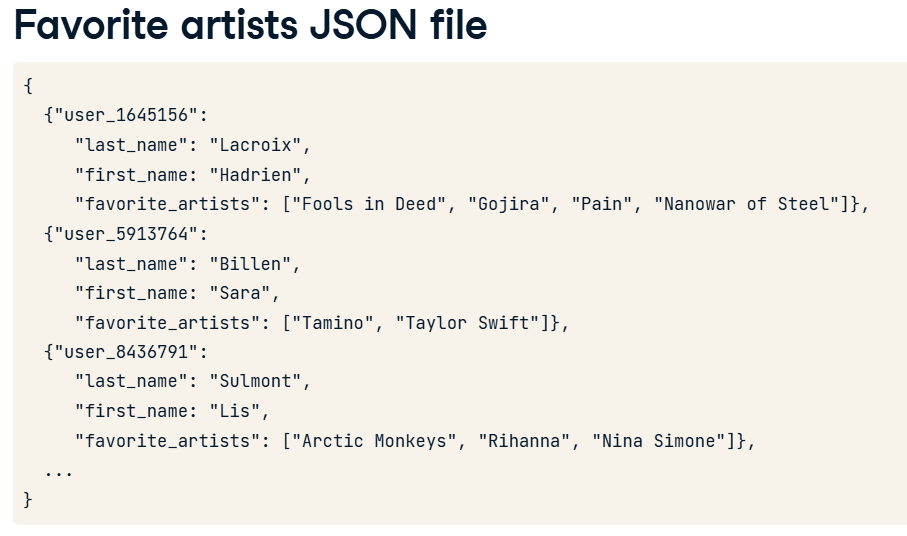 Favorite artists JSON file
{
  {"user_1645156":
     "last_name": "Lacroix",
     "first_name: "Hadrien",
     "favorite_artists": ["Fools in Deed", "Gojira", "Pain", "Nanowar of Steel"]},
  {"user_5913764":
     "last_name": "Billen",
     "first_name: "Sara",
     "favorite_artists": ["Tamino", "Taylor Swift"]},
  {"user_8436791":
     "last_name": "Sulmont",
     "first_name: "Lis",
     "favorite_artists": ["Arctic Monkeys", "Rihanna", "Nina Simone"]},
  ...
}